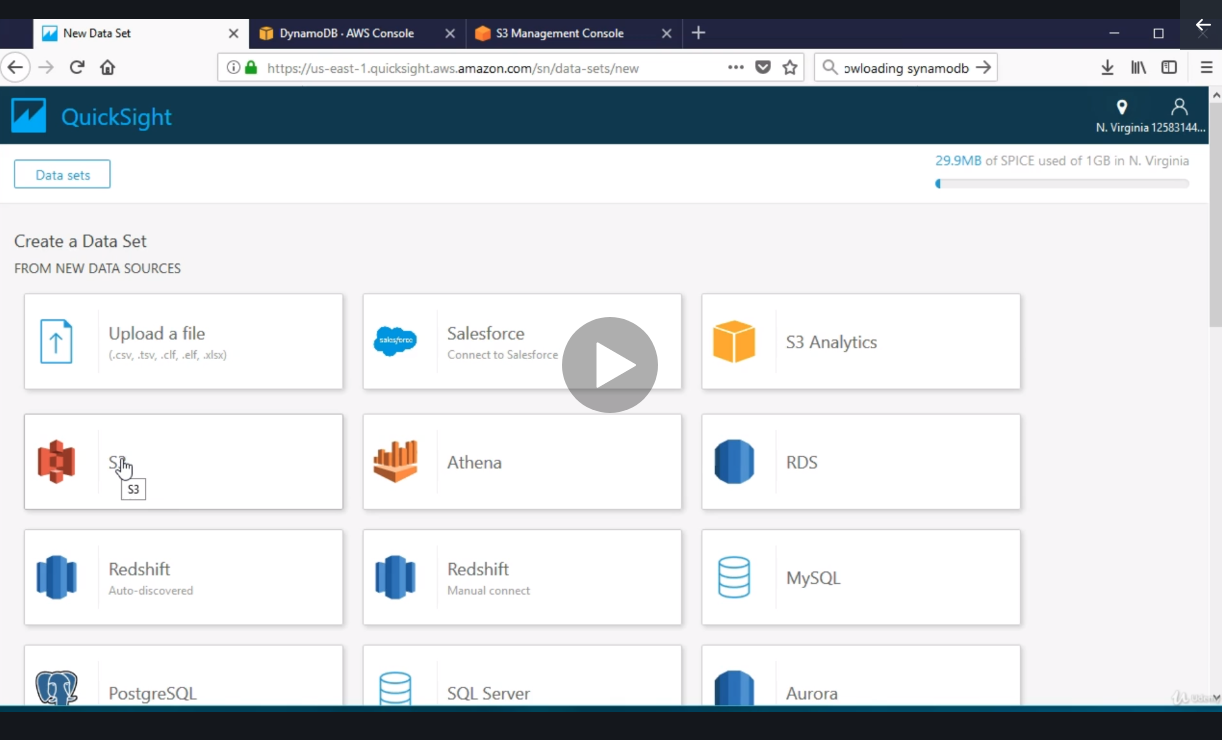 New Data Set
DynamoDB · AWS Console
S3 Management Console
https://us-east-1.quicksight.aws.amazon.com/sn/data-sets/new
owloading synamodb
QuickSight
N. Virginia 12583144...
Data sets
29.9MB of SPICE used of 1GB in N. Virginia
Create a Data Set
FROM NEW DATA SOURCES
Upload a file
(.csv, .tsv, .clf, .elf, .xlsx)
salesforce
Salesforce
Connect to Salesforce
S3 Analytics
S3
S3
Athena
RDS
Redshift
Auto-discovered
Redshift
Manual connect
MySQL
PostgreSQL
SQL Server
Aurora
Udemy